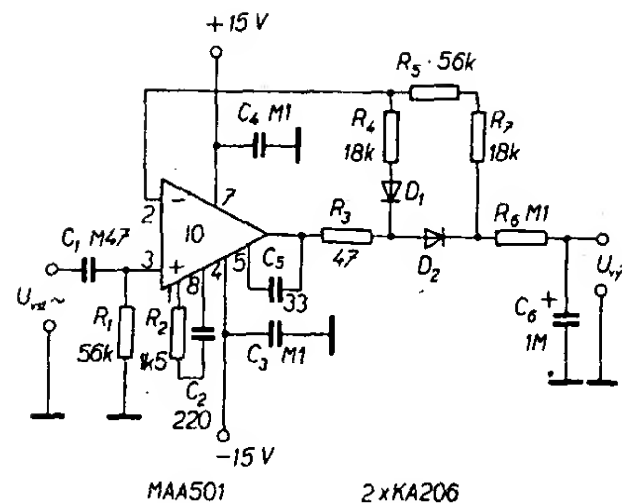 +15 V
R5 · 56k
C4 M1
R4
18k
R7
18k
7
D1
2
−
10
R3
47
D2
R6 M1
C1 M47
3
+
1
8
4
5
C5
33
Uvst ~
R1
56k
R2
1k5
C2
220
C3 M1
C6 +
1M
Uvý
−15 V
MAA501
2xKA206